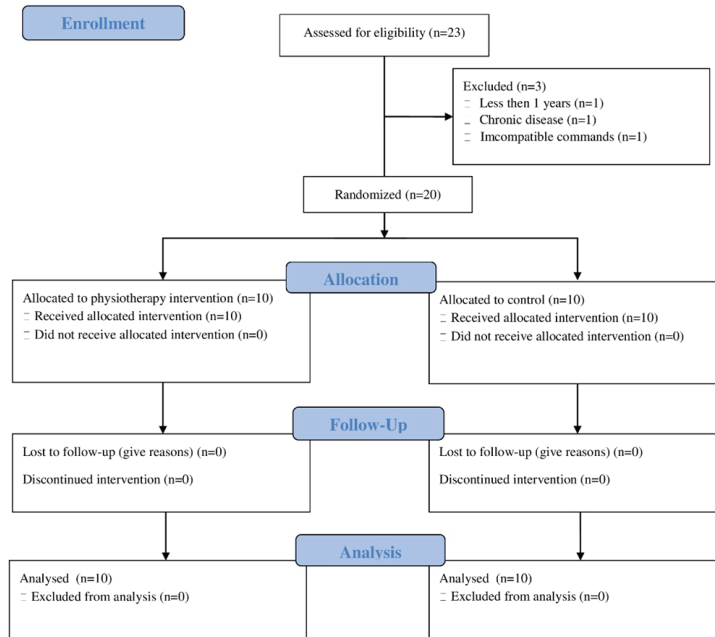 Enrollment
Assessed for eligibility (n=23)
Excluded (n=3)
Less then 1 years (n=1)
Chronic disease (n=1)
Imcompatible commands (n=1)
Randomized (n=20)
Allocation
Allocated to physiotherapy intervention (n=10)
Received allocated intervention (n=10)
Did not receive allocated intervention (n=0)
Allocated to control (n=10)
Received allocated intervention (n=10)
Did not receive allocated intervention (n=0)
Follow-Up
Lost to follow-up (give reasons) (n=0)
Discontinued intervention (n=0)
Lost to follow-up (give reasons) (n=0)
Discontinued intervention (n=0)
Analysis
Analysed (n=10)
Excluded from analysis (n=0)
Analysed (n=10)
Excluded from analysis (n=0)